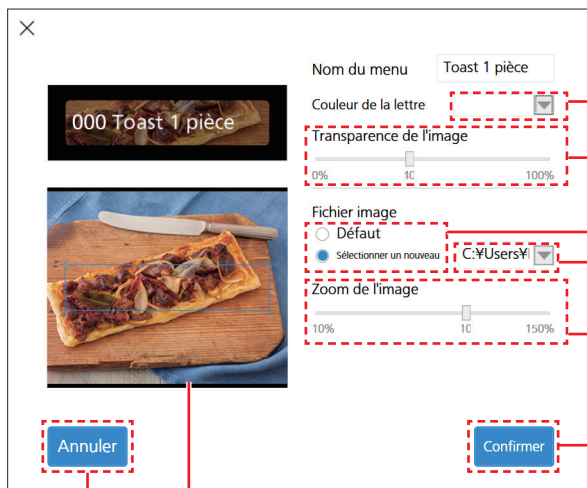 Nom du menu Toast 1 pièce
000 Toast 1 pièce
Couleur de la lettre
Transparence de l'image
0% 40 100%
Fichier image
Défaut
Sélectionner un nouveau C:¥Users¥
Zoom de l'image
10% 10 150%
Annuler Confirmer